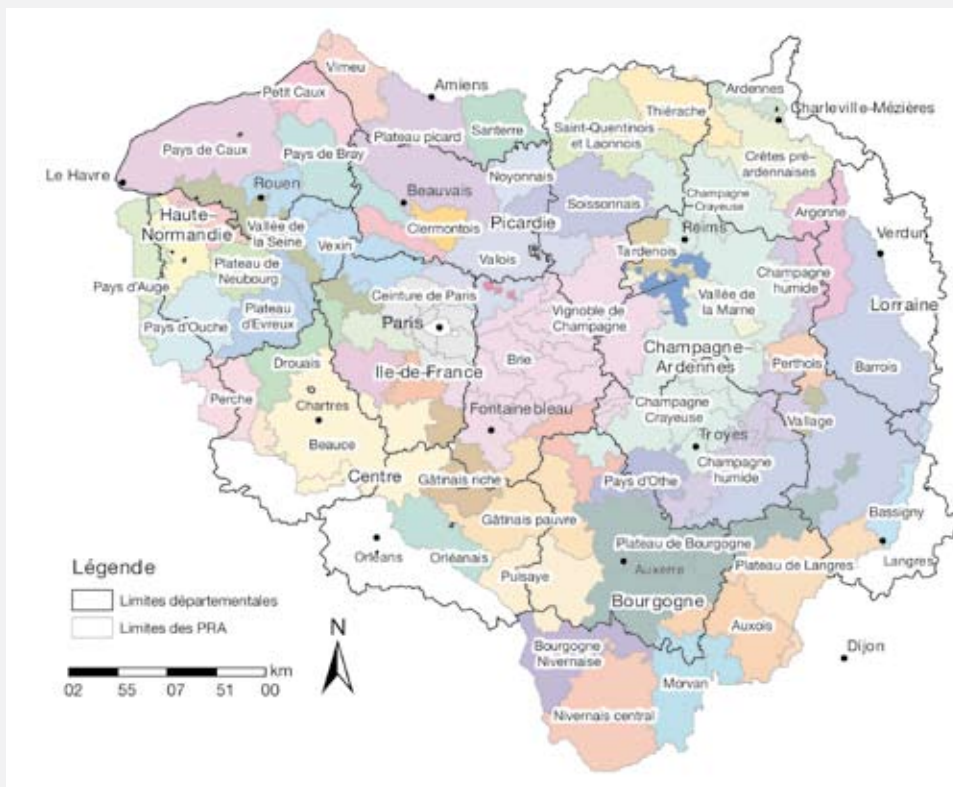 Vimeu
Amiens
Ardennes
Petit Caux
Thiérache
Charleville-Mézières
Plateau picard
Santerre
Saint-Quentinois
et Laonnois
Pays de Caux
Pays de Bray
Crêtes pré-
ardennaises
Noyonnais
Le Havre
Rouen
Beauvais
Soissonnais
Champagne
Crayeuse
Argonne
Haute-
Normandie
Vallée de
la Seine
Clermontois
Picardie
Reims
Verdun
Vexin
Valois
Tardenois
Plateau de
Neubourg
Champagne
humide
Pays d'Auge
Ceinture de Paris
Vallée de
la Marne
Lorraine
Pays d'Ouche
Plateau
d'Evreux
Paris
Vignoble de
Champagne
Brie
Champagne-
Ardennes
Drouais
Ile-de-France
Perthois
Barrois
Perche
Chartres
Fontainebleau
Champagne
Crayeuse
Vallage
Beauce
Troyes
Centre
Gâtinais riche
Pays d'Othe
Champagne
humide
Bassigny
Gâtinais pauvre
Orléans
Orléanais
Plateau de Bourgogne
Plateau de Langres
Langres
Puisaye
Auxerre
Bourgogne
Auxois
Légende
Limites départementales
Limites des PRA
N
km
02 55 07 51 00
Bourgogne
Nivernaise
Dijon
Morvan
Nivernais central